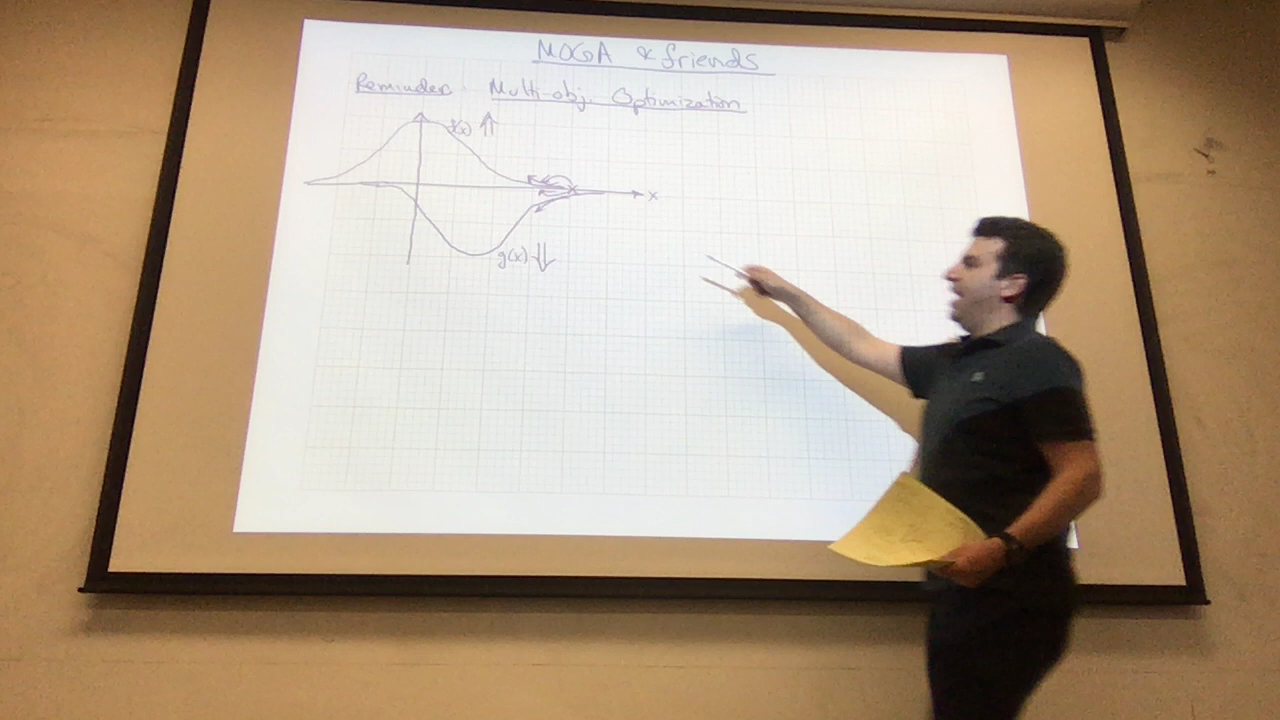 MOGA & friends
Reminder: Multi-obj. Optimization
f(x) ⇑
x
g(x) ⇓